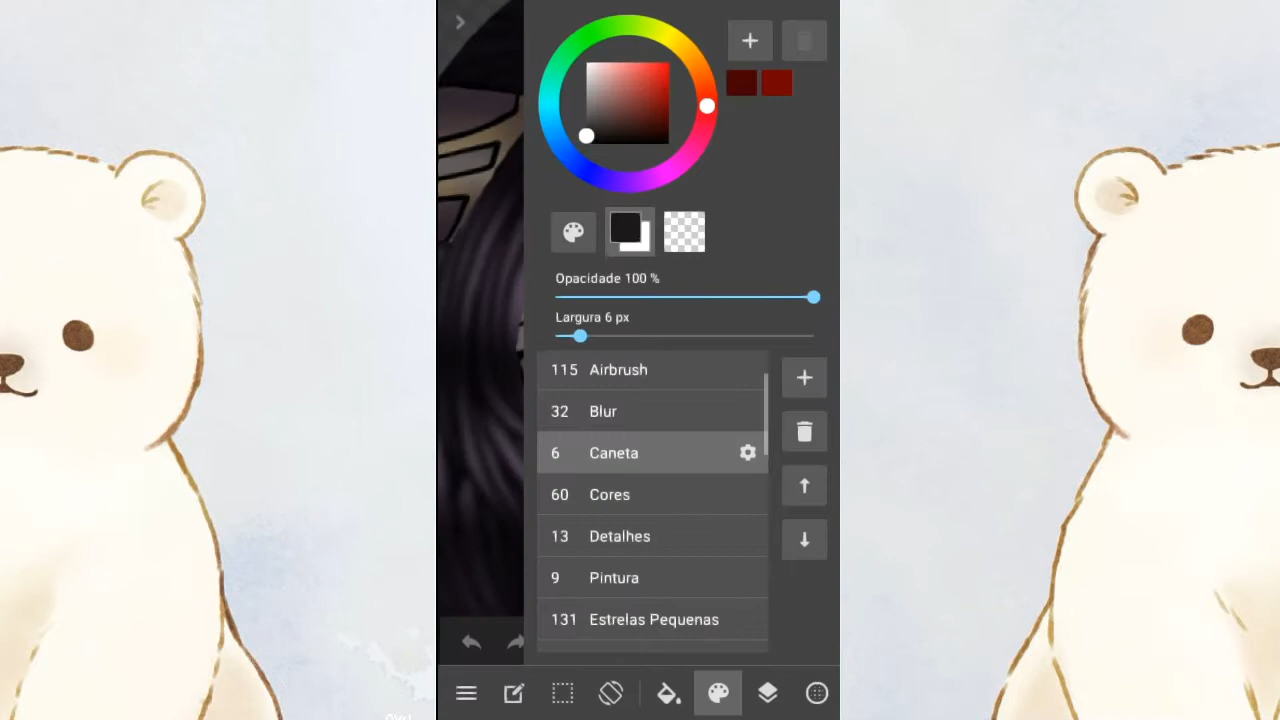 Opacidade 100 %
Largura 6 px
115 Airbrush
32 Blur
6 Caneta
60 Cores
13 Detalhes
9 Pintura
131 Estrelas Pequenas